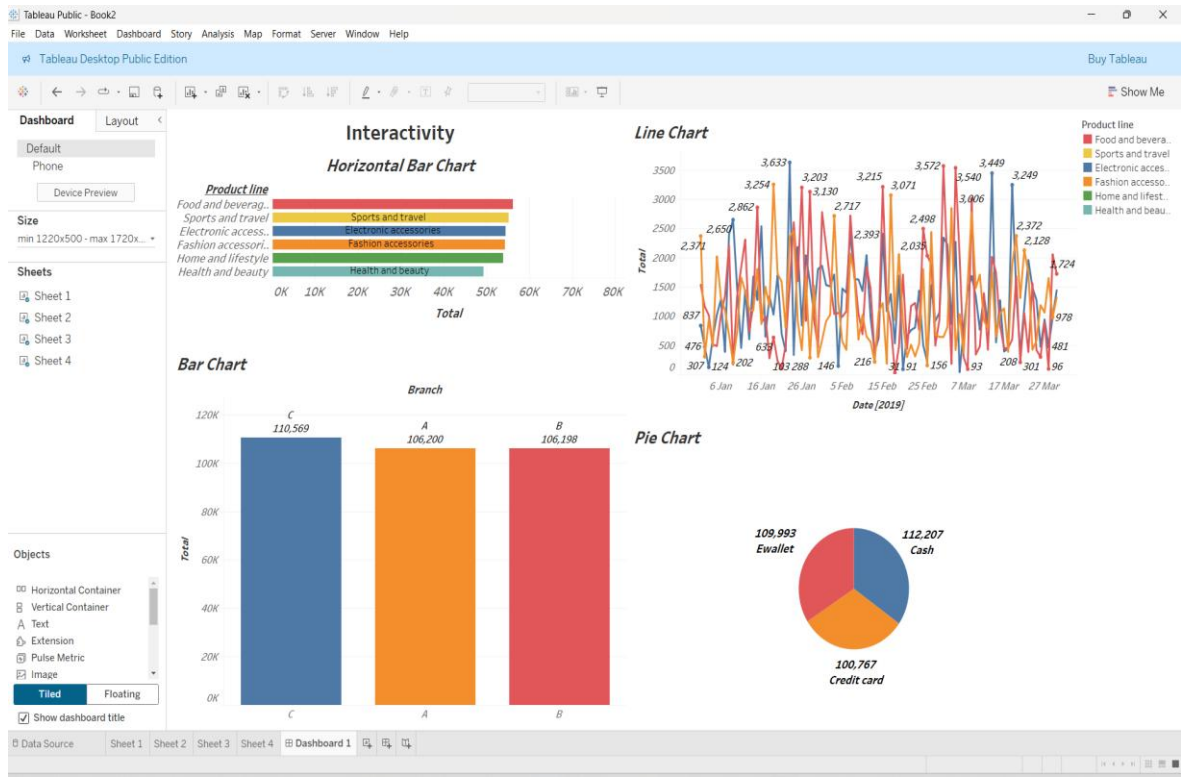 Tableau Public - Book2
File Data Worksheet Dashboard Story Analysis Map Format Server Window Help
Tableau Desktop Public Edition
Buy Tableau
Show Me
Dashboard Layout
Default
Phone
Device Preview
Size
min 1220x500 - max 1720x...
Sheets
Sheet 1
Sheet 2
Sheet 3
Sheet 4
Objects
Horizontal Container
Vertical Container
Text
Extension
Pulse Metric
Image
Tiled Floating
Show dashboard title
Interactivity
Horizontal Bar Chart
Product line
Food and beverag..
Sports and travel Sports and travel
Electronic access.. Electronic accessories
Fashion accessori.. Fashion accessories
Home and lifestyle
Health and beauty Health and beauty
0K 10K 20K 30K 40K 50K 60K 70K 80K
Total
Bar Chart
Branch
120K
100K
80K
60K
40K
20K
0K
Total
C
110,569
A
106,200
B
106,198
C A B
Line Chart
3500
3000
2500
2000
1500
1000
500
0
Total
3,633 3,572 3,449
3,254 3,203 3,215 3,540 3,249
3,130 3,071
2,862 3,006
2,650 2,717 2,498
2,371 2,393 2,035 2,372
2,128
1,724
837 978
476 633 481
307 124 202 103 288 146 216 31 91 156 93 208 301 96
6 Jan 16 Jan 26 Jan 5 Feb 15 Feb 25 Feb 7 Mar 17 Mar 27 Mar
Date [2019]
Product line
Food and bevera..
Sports and travel
Electronic acces..
Fashion accesso..
Home and lifest..
Health and beau..
Pie Chart
109,993
Ewallet
112,207
Cash
100,767
Credit card
Data Source Sheet 1 Sheet 2 Sheet 3 Sheet 4 Dashboard 1